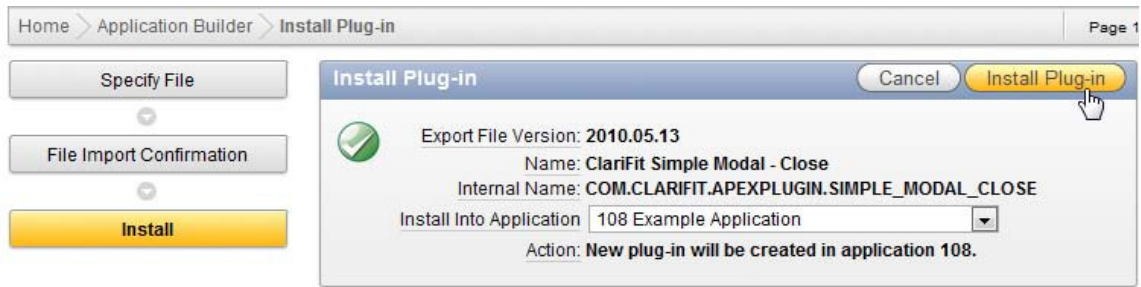 Home Application Builder Install Plug-in Page 1
Specify File
File Import Confirmation
Install
Install Plug-in Cancel Install Plug-in
Export File Version: 2010.05.13
Name: ClariFit Simple Modal - Close
Internal Name: COM.CLARIFIT.APEXPLUGIN.SIMPLE_MODAL_CLOSE
Install Into Application 108 Example Application
Action: New plug-in will be created in application 108.